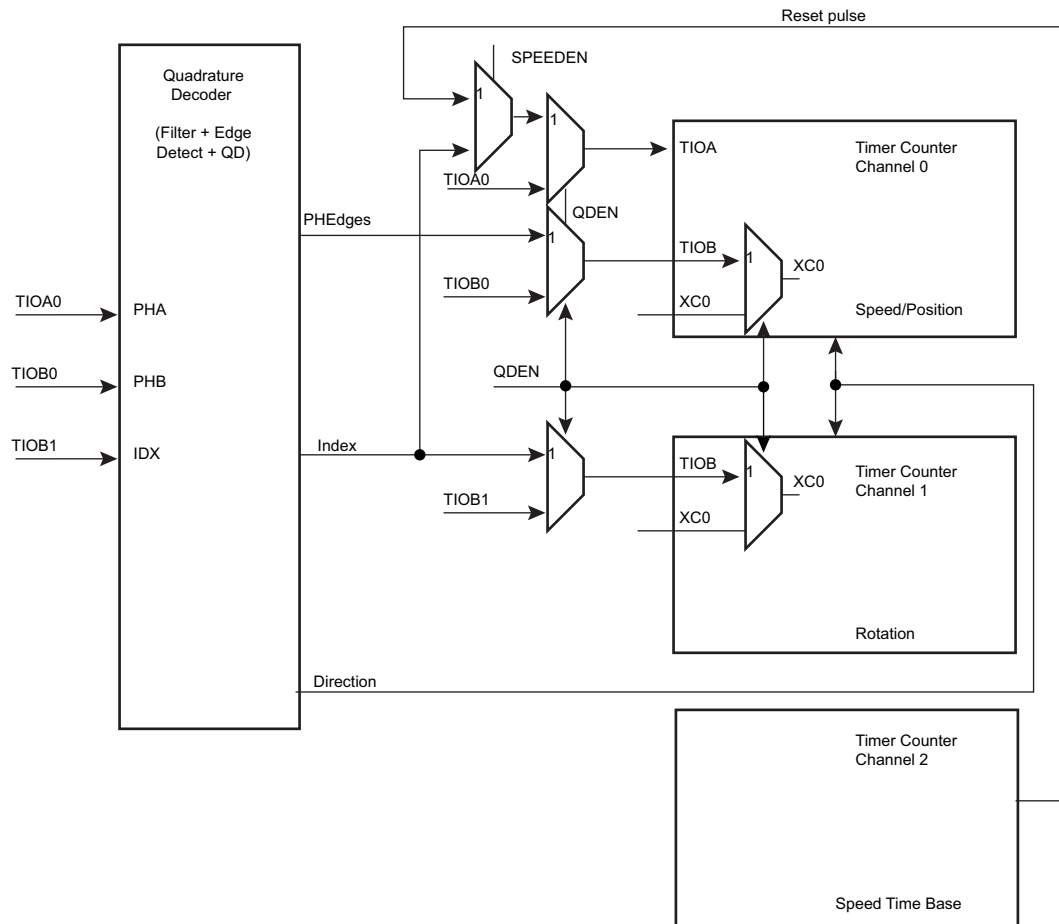 Reset pulse
Quadrature
Decoder
(Filter + Edge
Detect + QD)
SPEEDEN
1
1
TIOA
Timer Counter
Channel 0
TIOA0
QDEN
PHEdges
1
TIOB
1
XC0
TIOB0
XC0
Speed/Position
TIOA0
PHA
TIOB0
PHB
QDEN
TIOB1
IDX
Index
1
TIOB
1
XC0
Timer Counter
Channel 1
TIOB1
XC0
Rotation
Direction
Timer Counter
Channel 2
Speed Time Base